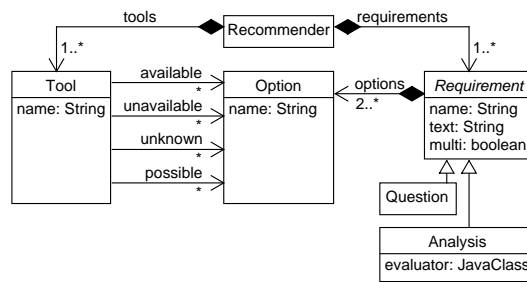 tools
Recommender
requirements
1..*
1..*
Tool
name: String
available
*
unavailable
*
unknown
*
possible
*
Option
name: String
options
2..*
Requirement
name: String
text: String
multi: boolean
Question
Analysis
evaluator: JavaClass